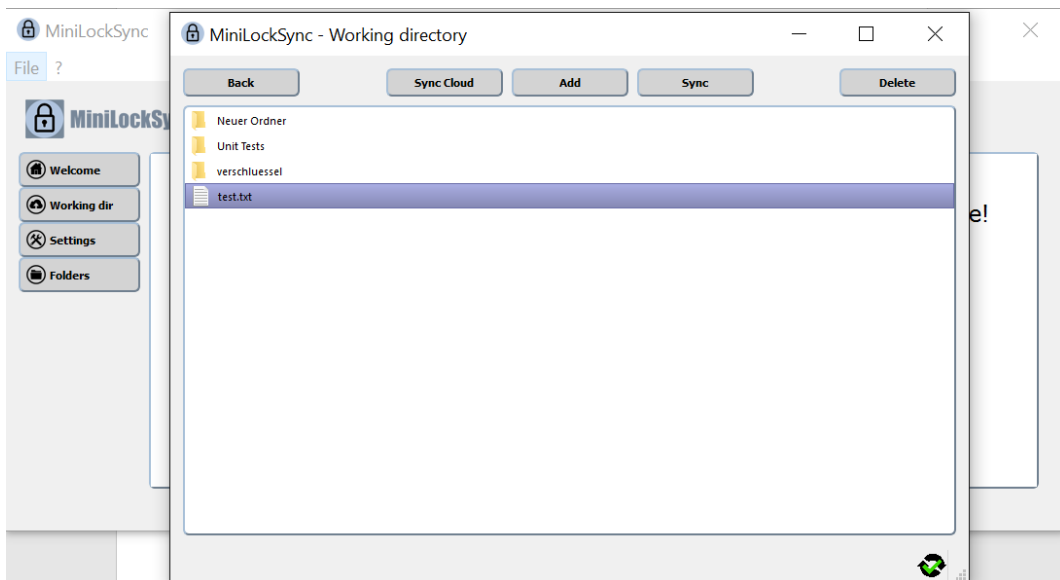 MiniLockSync
MiniLockSync - Working directory
File ?
Back Sync Cloud Add Sync Delete
MiniLockSy
Neuer Ordner
Unit Tests
verschluessel
test.txt
Welcome
Working dir
Settings
Folders
e!